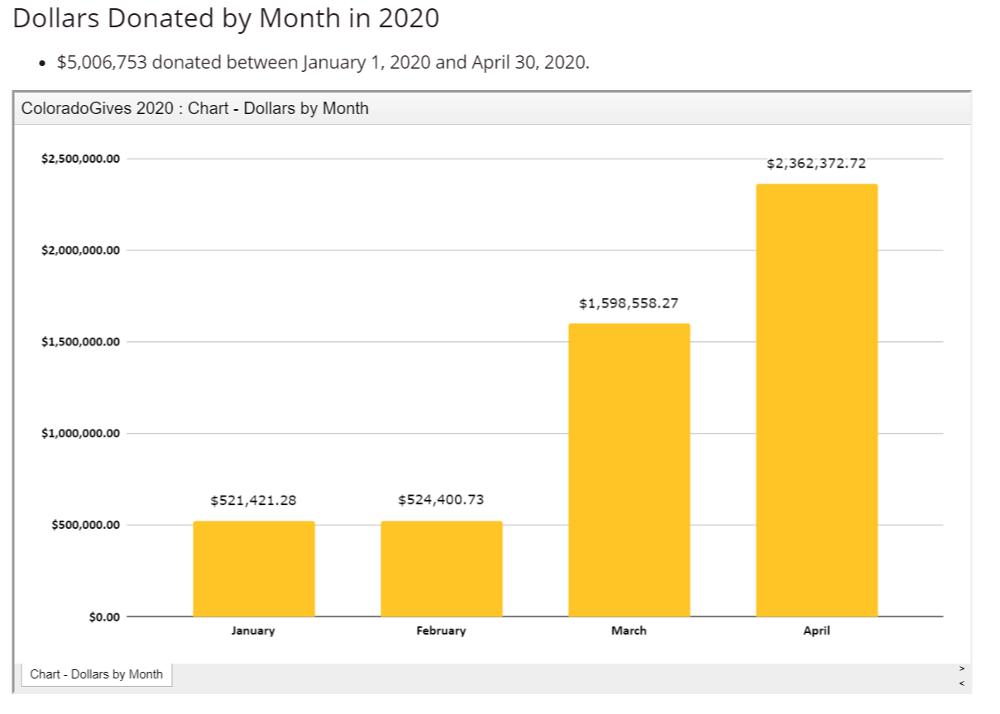 Dollars Donated by Month in 2020
• $5,006,753 donated between January 1, 2020 and April 30, 2020.
ColoradoGives 2020 : Chart - Dollars by Month
$2,500,000.00
$2,362,372.72
$2,000,000.00
$1,598,558.27
$1,500,000.00
$1,000,000.00
$521,421.28
$524,400.73
$500,000.00
$0.00
January February March April
Chart - Dollars by Month
>
<